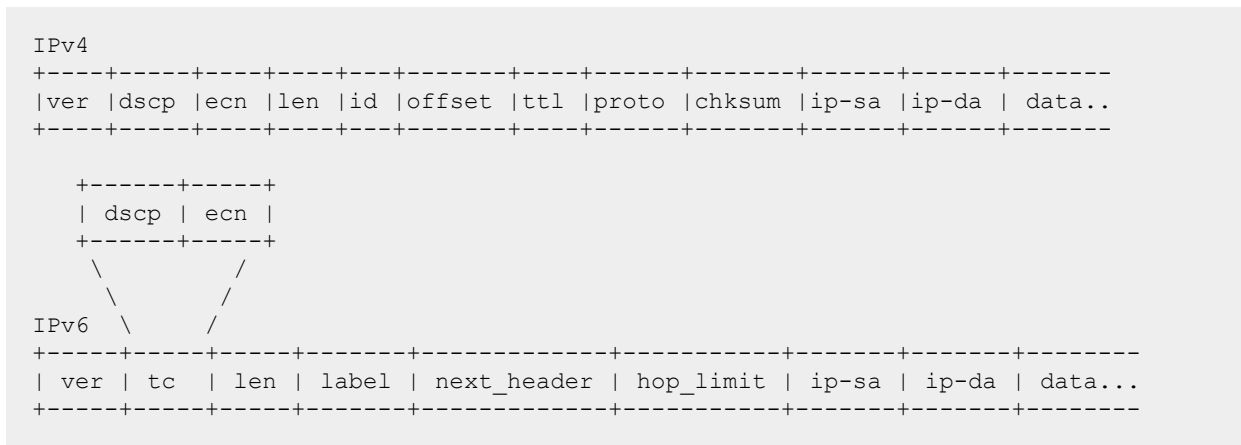 IPv4
+----+-----+----+----+---+-------+----+------+-------+------+------+-------
|ver |dscp |ecn |len |id |offset |ttl |proto |chksum |ip-sa |ip-da | data..
+----+-----+----+----+---+-------+----+------+-------+------+------+-------
   +------+-----+
   | dscp | ecn |
   +------+-----+
    \         /
     \       /
IPv6  \     /
+-----+-----+-----+-------+-------------+-----------+-------+-------+--------
| ver | tc  | len | label | next_header | hop_limit | ip-sa | ip-da | data...
+-----+-----+-----+-------+-------------+-----------+-------+-------+--------